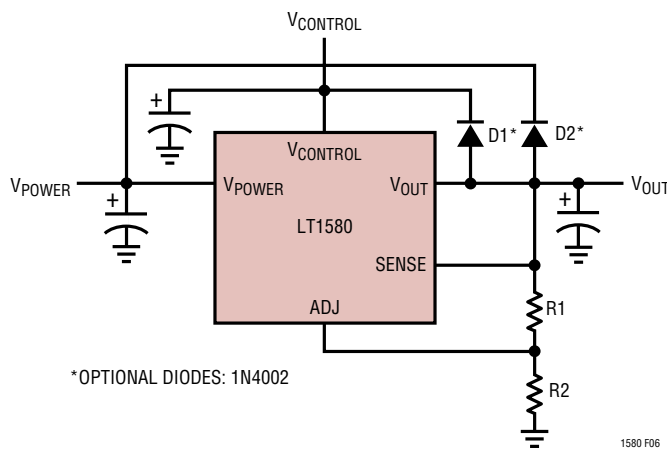 VCONTROL
+
D1*
D2*
VCONTROL
VPOWER
VPOWER
VOUT
VOUT
+
+
LT1580
SENSE
ADJ
R1
*OPTIONAL DIODES: 1N4002
R2
1580 F06